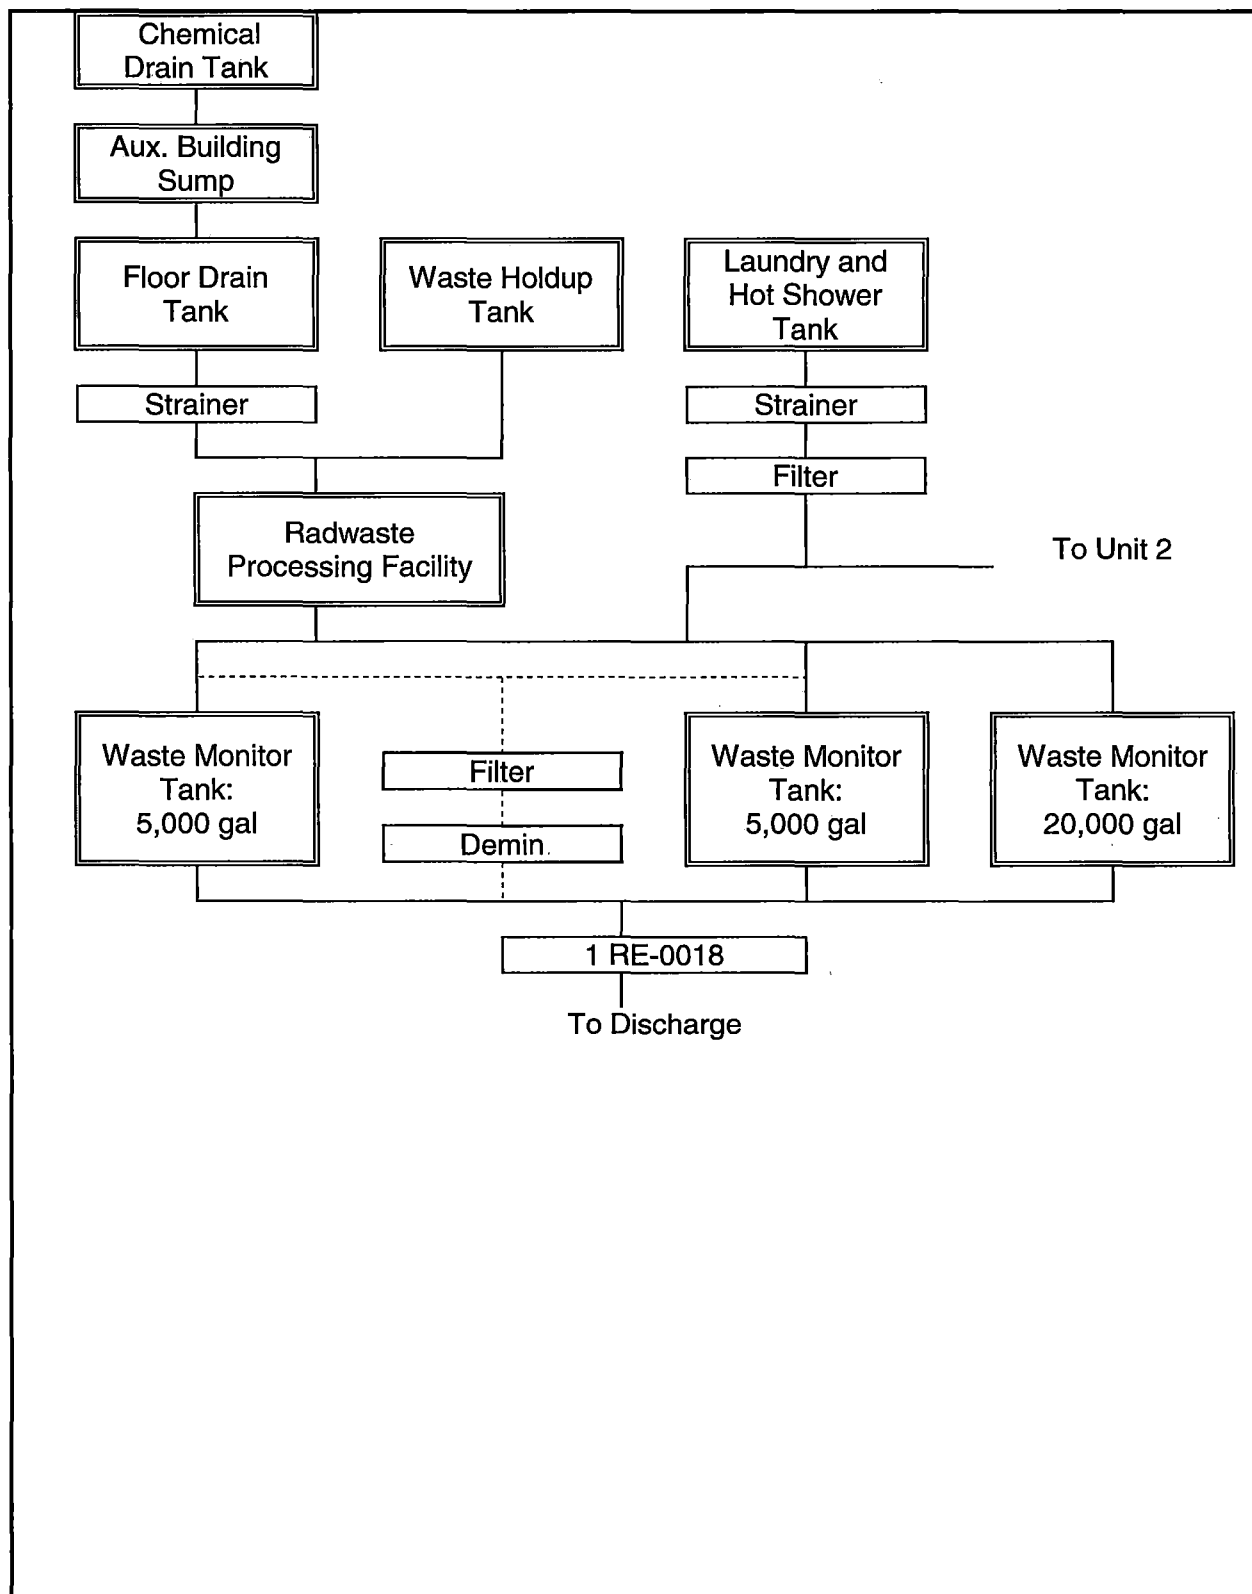 Chemical
Drain Tank
Aux. Building
Sump
Floor Drain
Tank
Waste Holdup
Tank
Laundry and
Hot Shower
Tank
Strainer
Strainer
Filter
Radwaste
Processing Facility
To Unit 2
Waste Monitor
Tank:
5,000 gal
Filter
Demin.
Waste Monitor
Tank:
5,000 gal
Waste Monitor
Tank:
20,000 gal
1 RE-0018
To Discharge